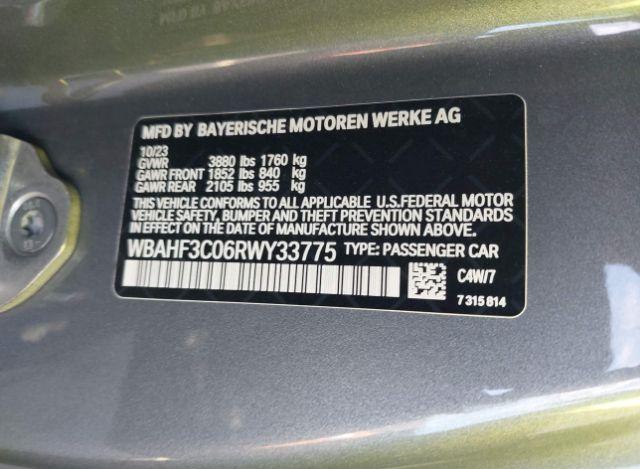 MFD BY BAYERISCHE MOTOREN WERKE AG
10/23
GVWR 3880 lbs 1760 kg
GAWR FRONT 1852 lbs 840 kg
GAWR REAR 2105 lbs 955 kg
THIS VEHICLE CONFORMS TO ALL APPLICABLE U.S.FEDERAL MOTOR
VEHICLE SAFETY, BUMPER AND THEFT PREVENTION STANDARDS
IN EFFECT ON THE DATE OF MANUFACTURE SHOWN ABOVE.
WBAHF3C06RWY33775 TYPE: PASSENGER CAR
C4W/7
7 315 814